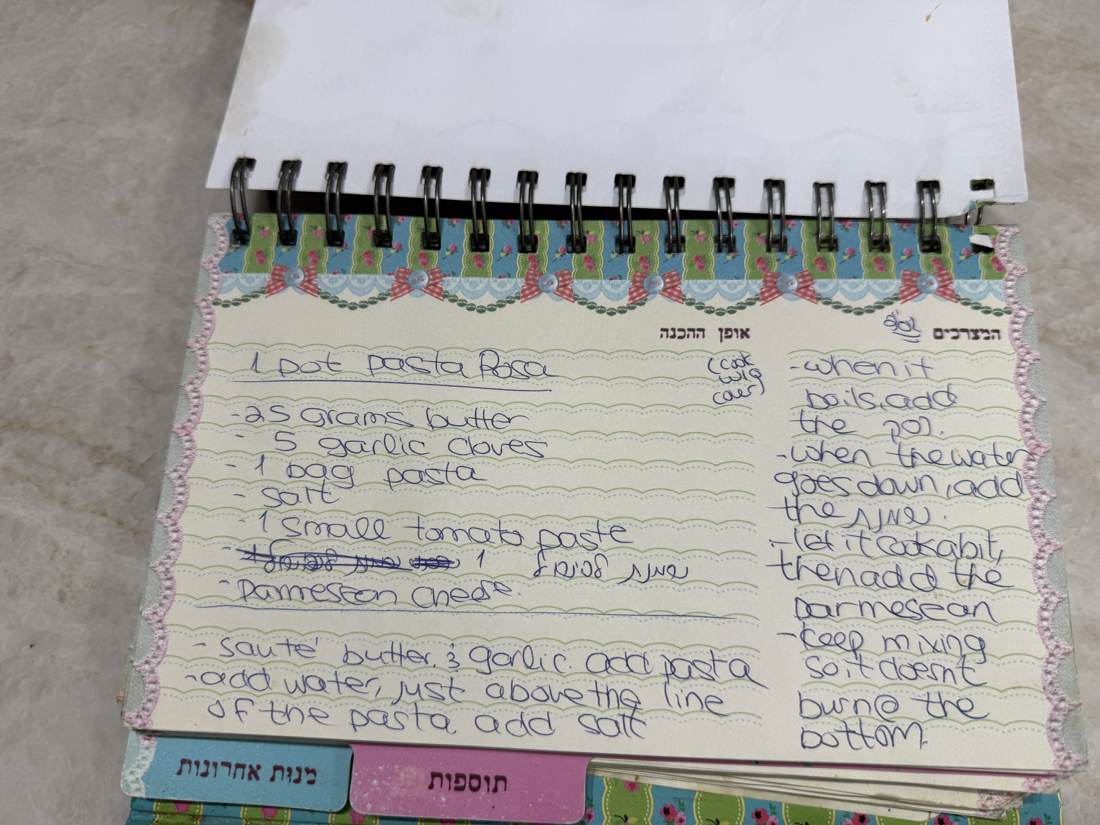 אופן ההכנה
1 pot pasta Rosa
(cook
w/o
cover)
-25 grams butter
- 5 garlic cloves
- 1 bag pasta
- salt
- 1 small tomato paste
- 1 שמנת לבישול
- Parmesean cheese.
- sauté butter, & garlic add pasta
-add water, just above the line
of the pasta add salt
המצרכים
-when it
boils, add
the רסק.
-when the water
goes down, add
the שמנת.
- let it cook a bit,
then add the
parmesean
-keep mixing
so it doesnt
burn @ the
bottom.
מנות אחרונות
תוספות